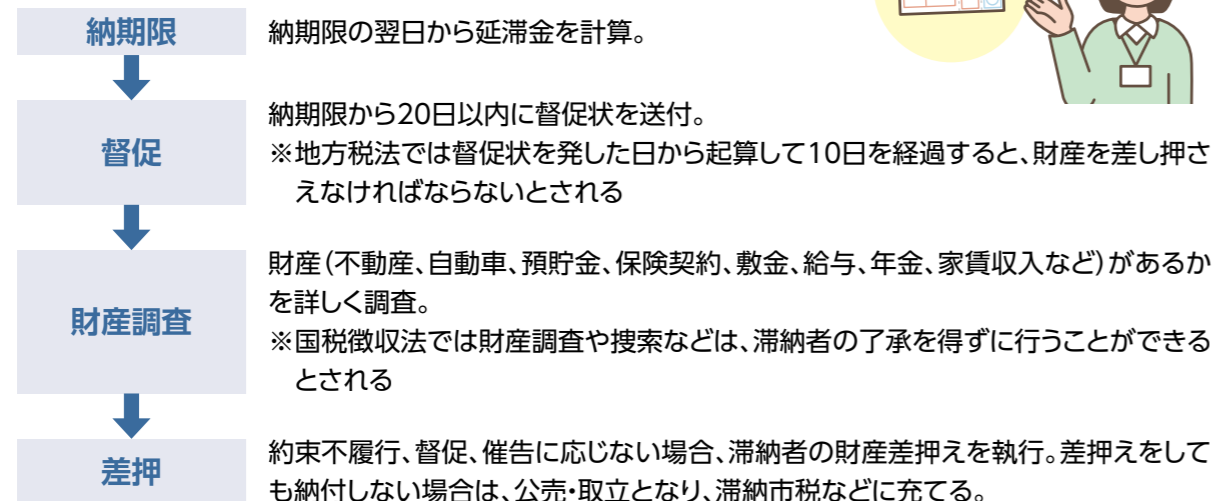 納期限
納期限の翌日から延滞金を計算。
督促
納期限から20日以内に督促状を送付。
※地方税法では督促状を発した日から起算して10日を経過すると、財産を差し押さ
えなければならないとされる
財産調査
財産(不動産、自動車、預貯金、保険契約、敷金、給与、年金、家賃収入など)があるか
を詳しく調査。
※国税徴収法では財産調査や捜索などは、滞納者の了承を得ずに行うことができる
とされる
差押
約束不履行、督促、催告に応じない場合、滞納者の財産差押えを執行。差押えをして
も納付しない場合は、公売・取立となり、滞納市税などに充てる。